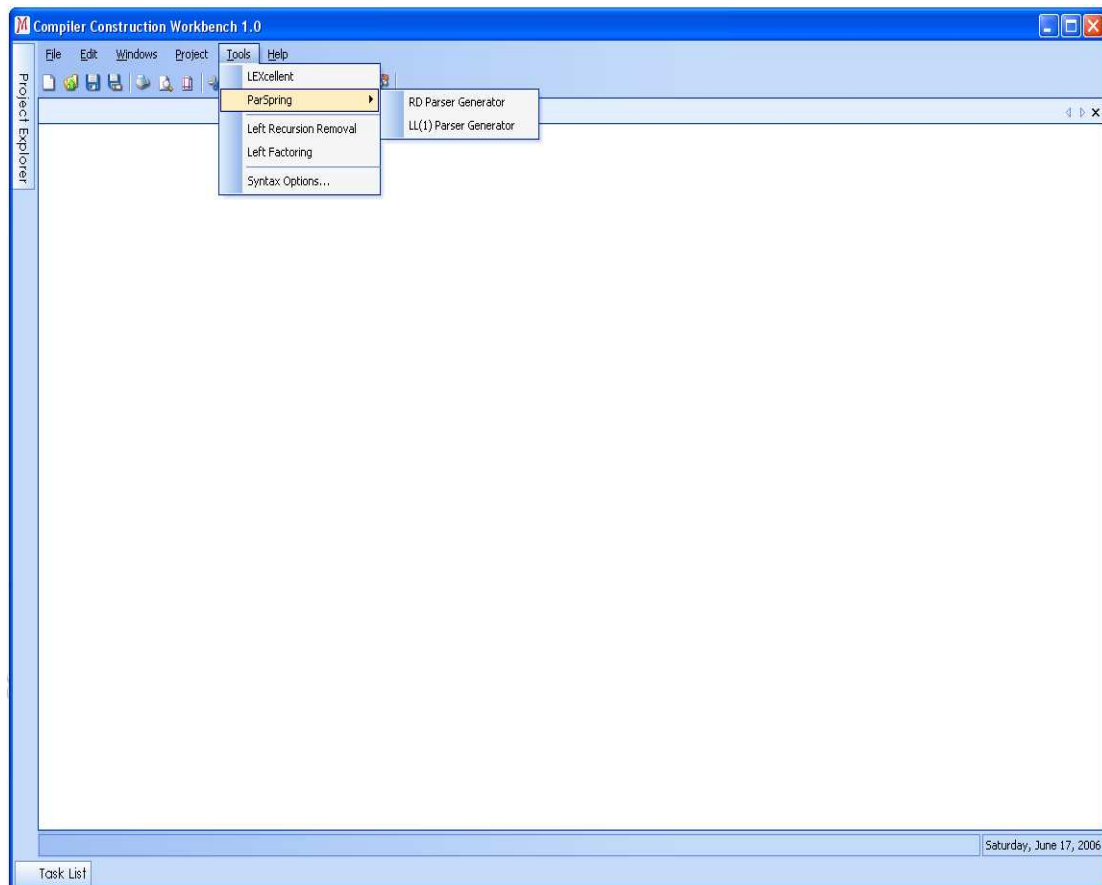 Compiler Construction Workbench 1.0
File Edit Windows Project Tools Help
Project Explorer
LEXcellent
ParSpring
RD Parser Generator
LL(1) Parser Generator
Left Recursion Removal
Left Factoring
Syntax Options...
Saturday, June 17, 2006
Task List